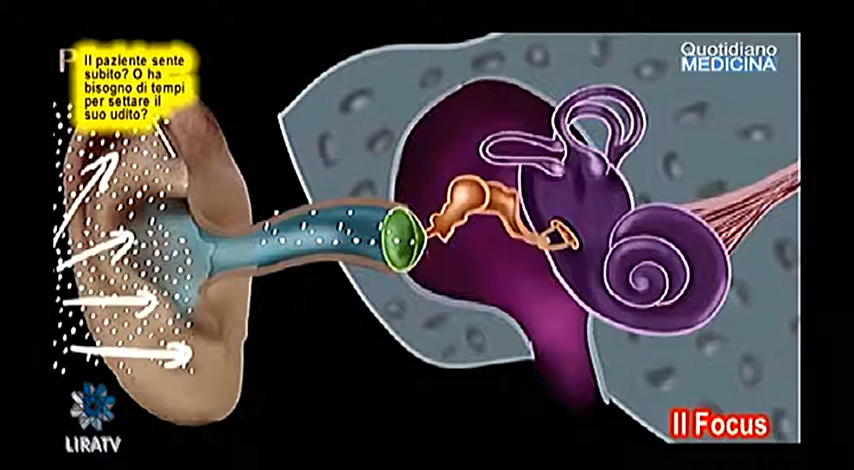 Il paziente sente
subito? O ha
bisogno di tempi
per settare il
suo udito?
Quotidiano
MEDICINA
Il Focus
LIRATV